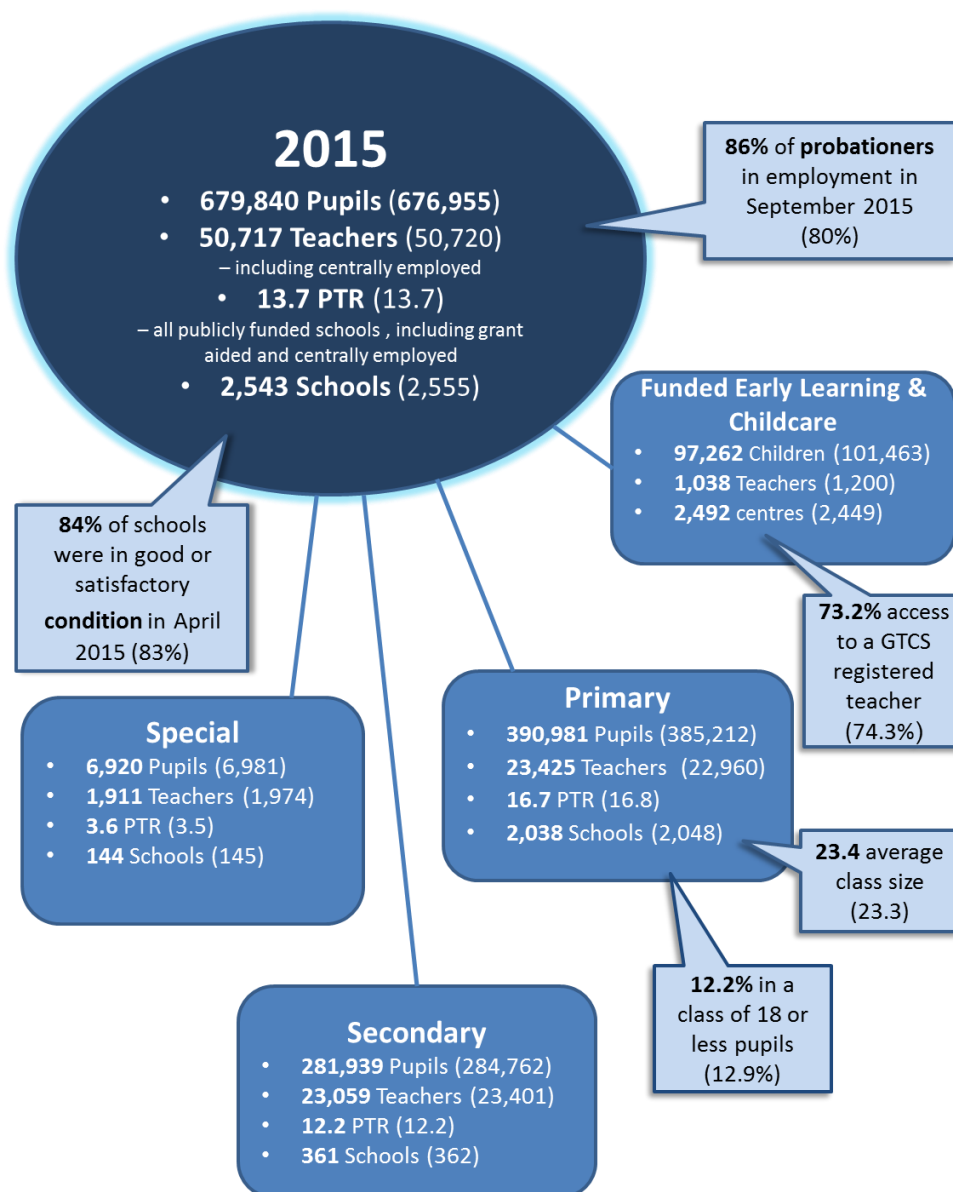 2015
• 679,840 Pupils (676,955)
• 50,717 Teachers (50,720)
– including centrally employed
• 13.7 PTR (13.7)
– all publicly funded schools , including grant
aided and centrally employed
• 2,543 Schools (2,555)
86% of probationers
in employment in
September 2015
(80%)
Funded Early Learning &
Childcare
• 97,262 Children (101,463)
• 1,038 Teachers (1,200)
• 2,492 centres (2,449)
84% of schools
were in good or
satisfactory
condition in April
2015 (83%)
73.2% access
to a GTCS
registered
teacher
(74.3%)
Special
• 6,920 Pupils (6,981)
• 1,911 Teachers (1,974)
• 3.6 PTR (3.5)
• 144 Schools (145)
Primary
• 390,981 Pupils (385,212)
• 23,425 Teachers (22,960)
• 16.7 PTR (16.8)
• 2,038 Schools (2,048)
23.4 average
class size
(23.3)
12.2% in a
class of 18 or
less pupils
(12.9%)
Secondary
• 281,939 Pupils (284,762)
• 23,059 Teachers (23,401)
• 12.2 PTR (12.2)
• 361 Schools (362)